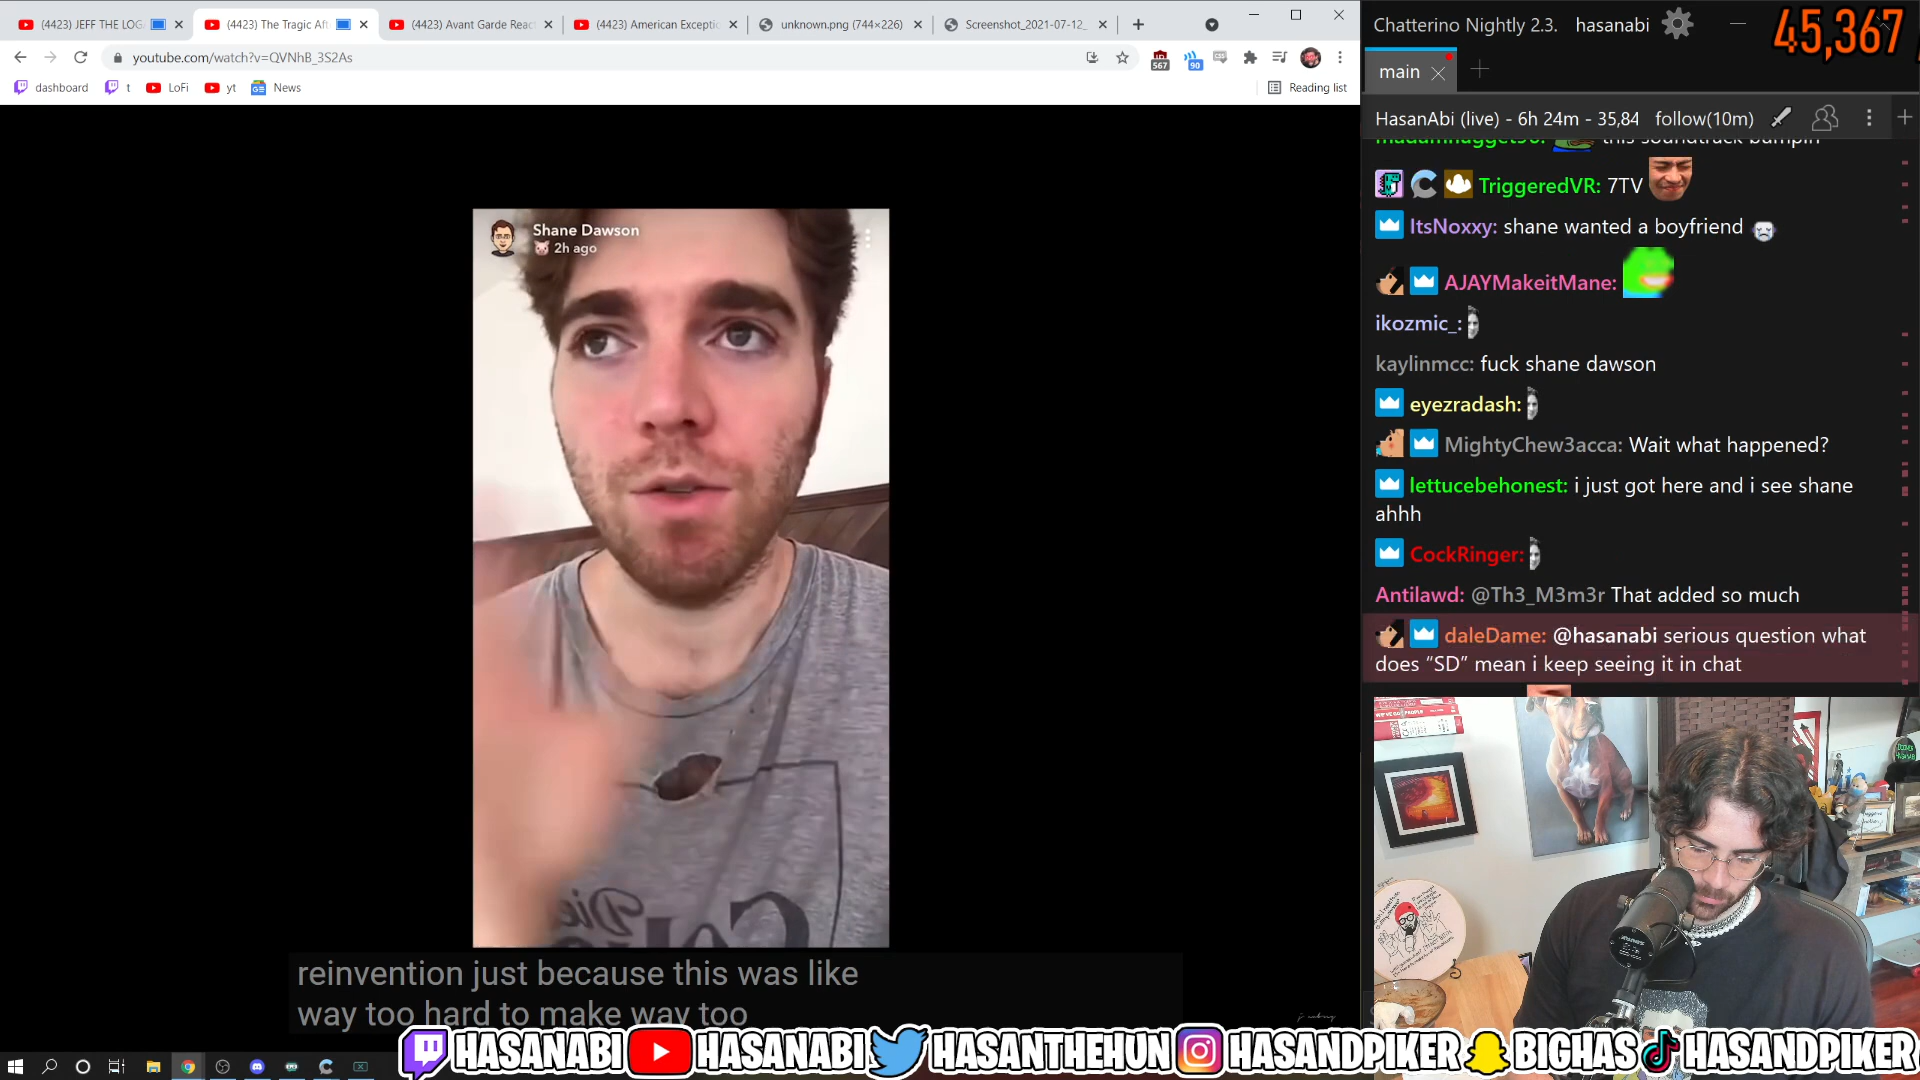 (4423) JEFF THE LOG
(4423) The Tragic Aft
(4423) Avant Garde Reac
(4423) American Exceptic
unknown.png (744×226)
Screenshot_2021-07-12_
youtube.com/watch?v=QVNhB_3S2As
567
90
dashboard
t
LoFi
yt
News
Reading list
Shane Dawson
2h ago
reinvention just because this was like
way too hard to make way too
Chatterino Nightly 2.3.
hasanabi
45,367
main
HasanAbi (live) - 6h 24m - 35,84
follow(10m)
TriggeredVR: 7TV
ItsNoxxy: shane wanted a boyfriend
AJAYMakeitMane:
ikozmic_:
kaylinmcc: fuck shane dawson
eyezradash:
MightyChew3acca: Wait what happened?
lettucebehonest: i just got here and i see shane
ahhh
CockRinger:
Antilawd: @Th3_M3m3r That added so much
daleDame: @hasanabi serious question what
does “SD” mean i keep seeing it in chat
HASANABI
HASANABI
HASANTHEHUN
HASANDPIKER
BIGHAS
HASANDPIKER